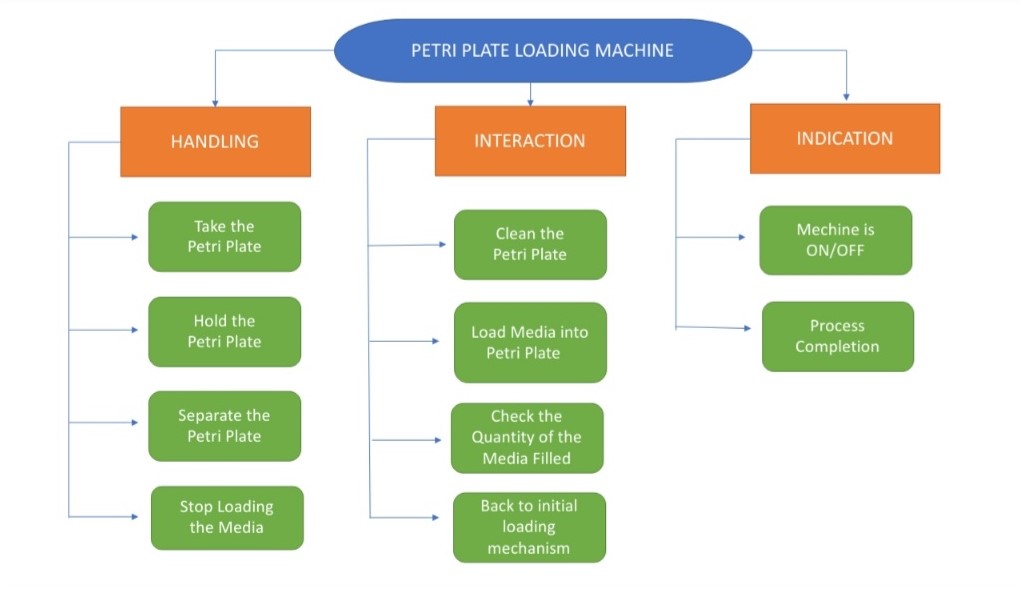 PETRI PLATE LOADING MACHINE
HANDLING
Take the
Petri Plate
Hold the
Petri Plate
Separate the
Petri Plate
Stop Loading
the Media
INTERACTION
Clean the
Petri Plate
Load Media into
Petri Plate
Check the
Quantity of the
Media Filled
Back to initial
loading
mechanism
INDICATION
Mechine is
ON/OFF
Process
Completion